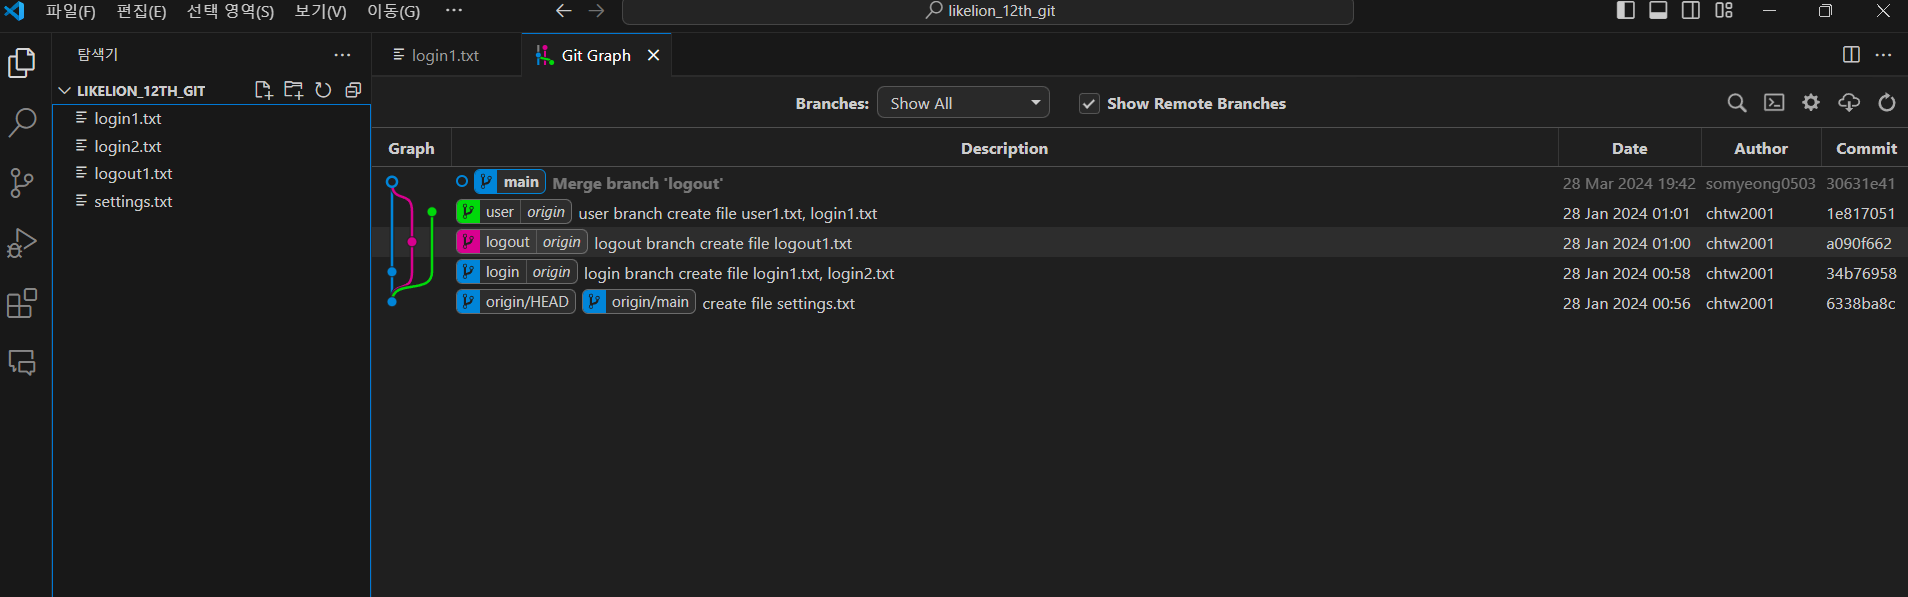 파일(F) 편집(E) 선택 영역(S) 보기(V) 이동(G) ··· likelion_12th_git
탐색기 ···
login1.txt Git Graph
LIKELION_12TH_GIT
login1.txt
login2.txt
logout1.txt
settings.txt
Branches: Show All Show Remote Branches
Graph Description Date Author Commit
main Merge branch 'logout' 28 Mar 2024 19:42 somyeong0503 30631e41
user origin user branch create file user1.txt, login1.txt 28 Jan 2024 01:01 chtw2001 1e817051
logout origin logout branch create file logout1.txt 28 Jan 2024 01:00 chtw2001 a090f662
login origin login branch create file login1.txt, login2.txt 28 Jan 2024 00:58 chtw2001 34b76958
origin/HEAD origin/main create file settings.txt 28 Jan 2024 00:56 chtw2001 6338ba8c